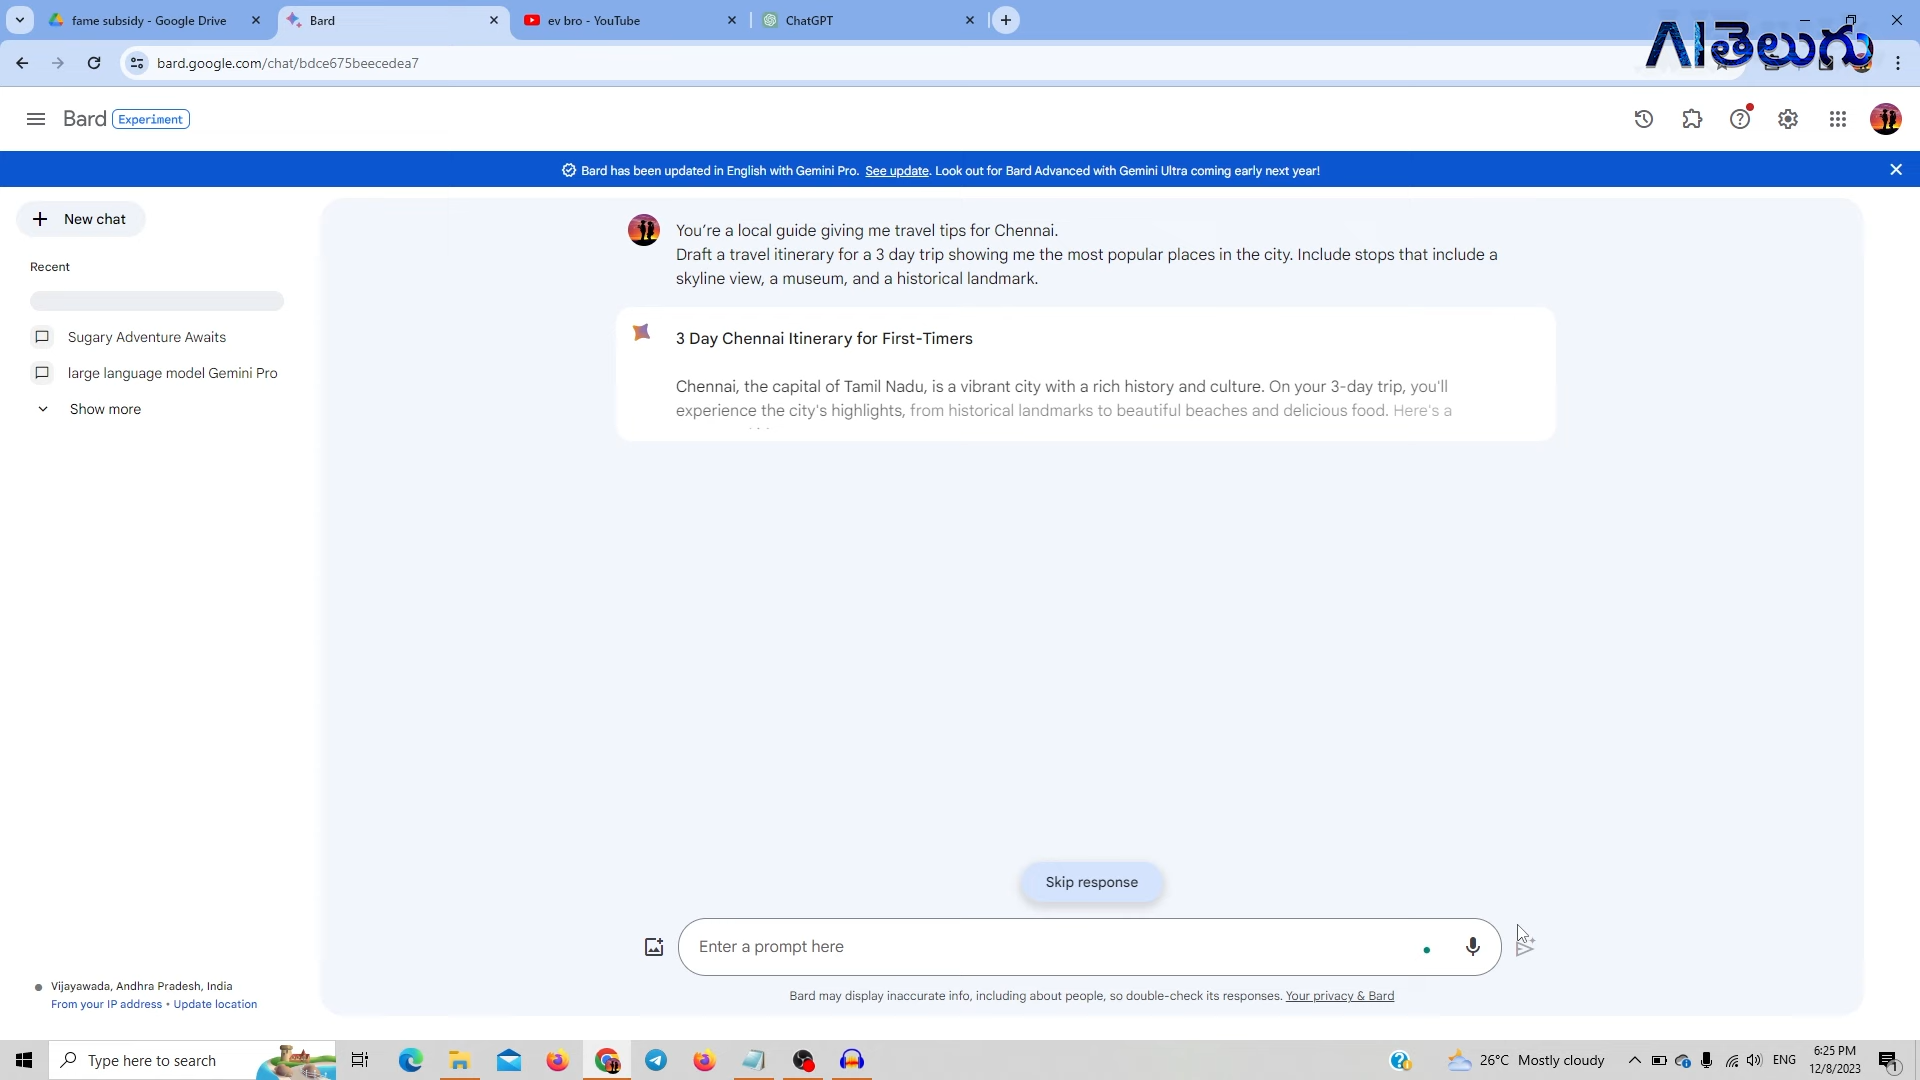 fame subsidy - Google Drive
Bard
ev bro - YouTube
ChatGPT
AIతెలుగు
bard.google.com/chat/bdce675beecedea7
Bard Experiment
Bard has been updated in English with Gemini Pro. See update. Look out for Bard Advanced with Gemini Ultra coming early next year!
New chat
Recent
Sugary Adventure Awaits
large language model Gemini Pro
Show more
You’re a local guide giving me travel tips for Chennai.
Draft a travel itinerary for a 3 day trip showing me the most popular places in the city. Include stops that include a
skyline view, a museum, and a historical landmark.
3 Day Chennai Itinerary for First-Timers
Chennai, the capital of Tamil Nadu, is a vibrant city with a rich history and culture. On your 3-day trip, you'll
experience the city's highlights, from historical landmarks to beautiful beaches and delicious food. Here's a
Skip response
Enter a prompt here
Bard may display inaccurate info, including about people, so double-check its responses. Your privacy & Bard
Vijayawada, Andhra Pradesh, India
From your IP address • Update location
Type here to search
26°C Mostly cloudy
ENG
6:25 PM
12/8/2023
1